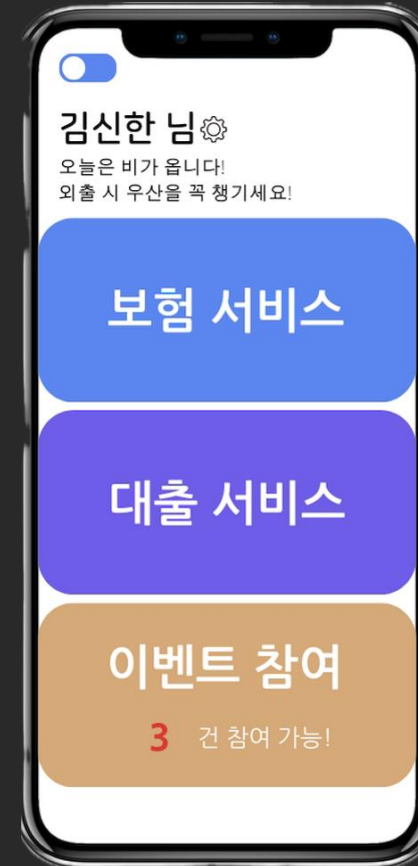 김신한 님
오늘은 비가 옵니다!
외출 시 우산을 꼭 챙기세요!
보험 서비스
대출 서비스
이벤트 참여
3 건 참여 가능!